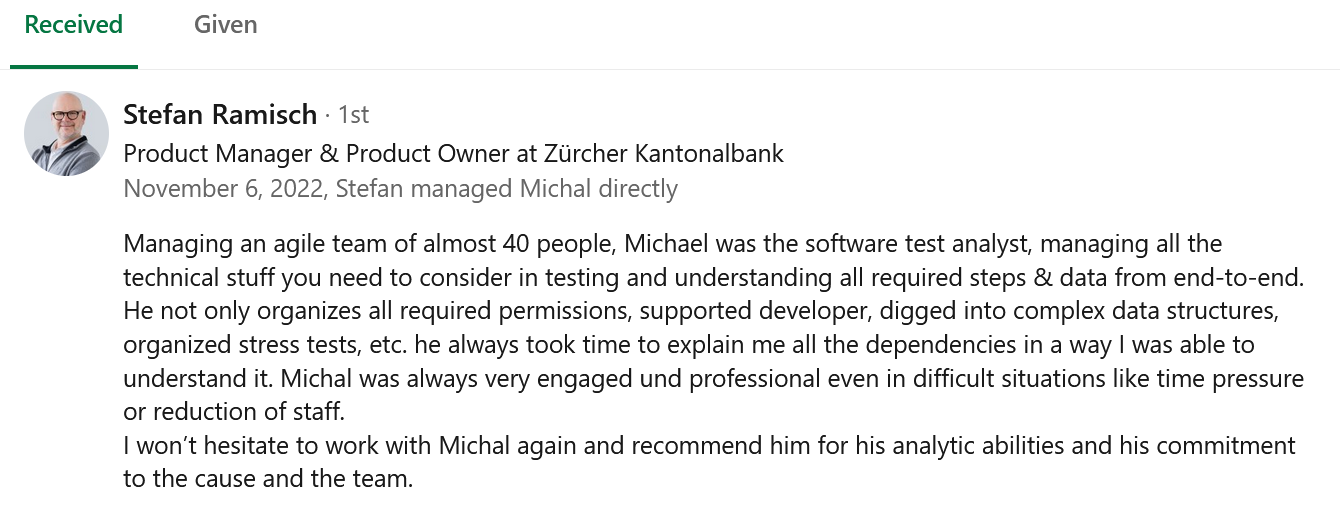 Received Given
Stefan Ramisch · 1st
Product Manager & Product Owner at Zürcher Kantonalbank
November 6, 2022, Stefan managed Michal directly
Managing an agile team of almost 40 people, Michael was the software test analyst, managing all the
technical stuff you need to consider in testing and understanding all required steps & data from end-to-end.
He not only organizes all required permissions, supported developer, digged into complex data structures,
organized stress tests, etc. he always took time to explain me all the dependencies in a way I was able to
understand it. Michal was always very engaged und professional even in difficult situations like time pressure
or reduction of staff.
I won’t hesitate to work with Michal again and recommend him for his analytic abilities and his commitment
to the cause and the team.